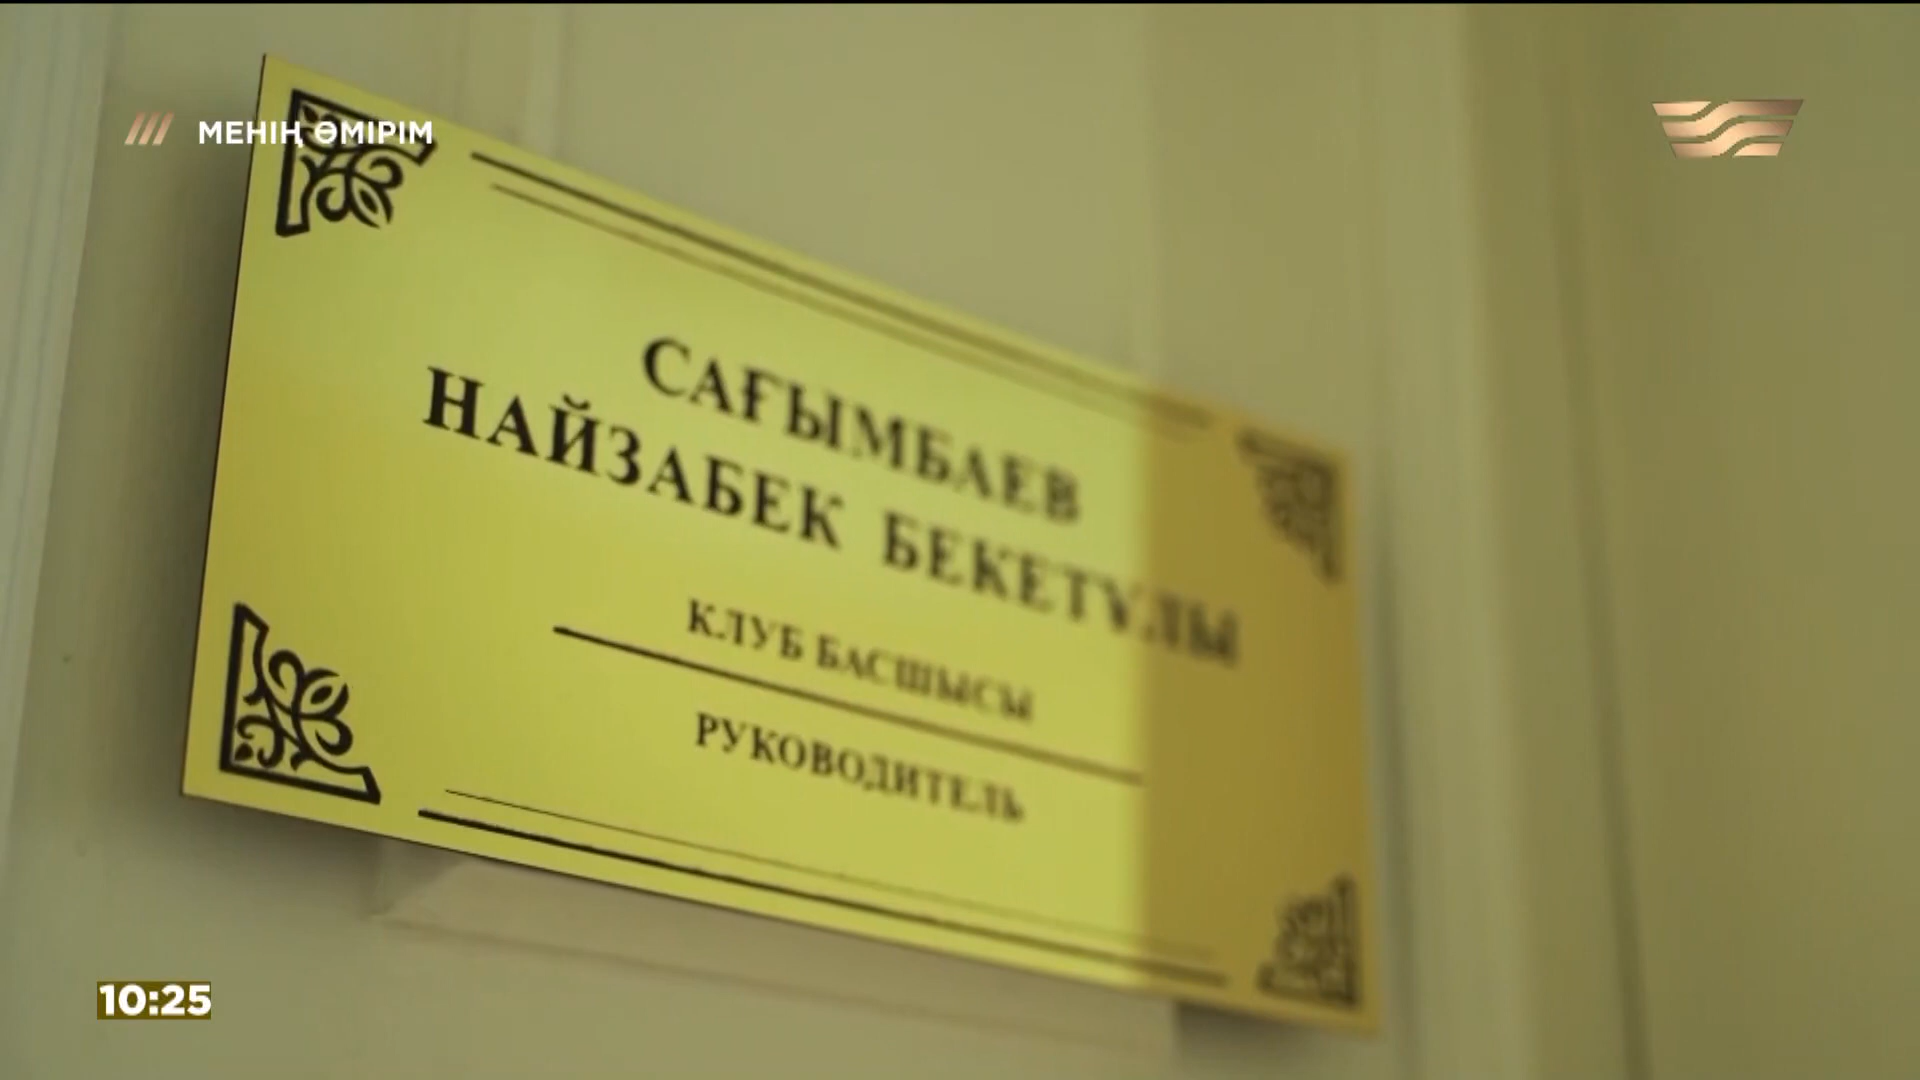 МЕНІҢ ӨМІРІМ
САҒЫМБАЕВ
НАЙЗАБЕК БЕКЕТҰЛЫ
КЛУБ БАСШЫСЫ
РУКОВОДИТЕЛЬ
10:25